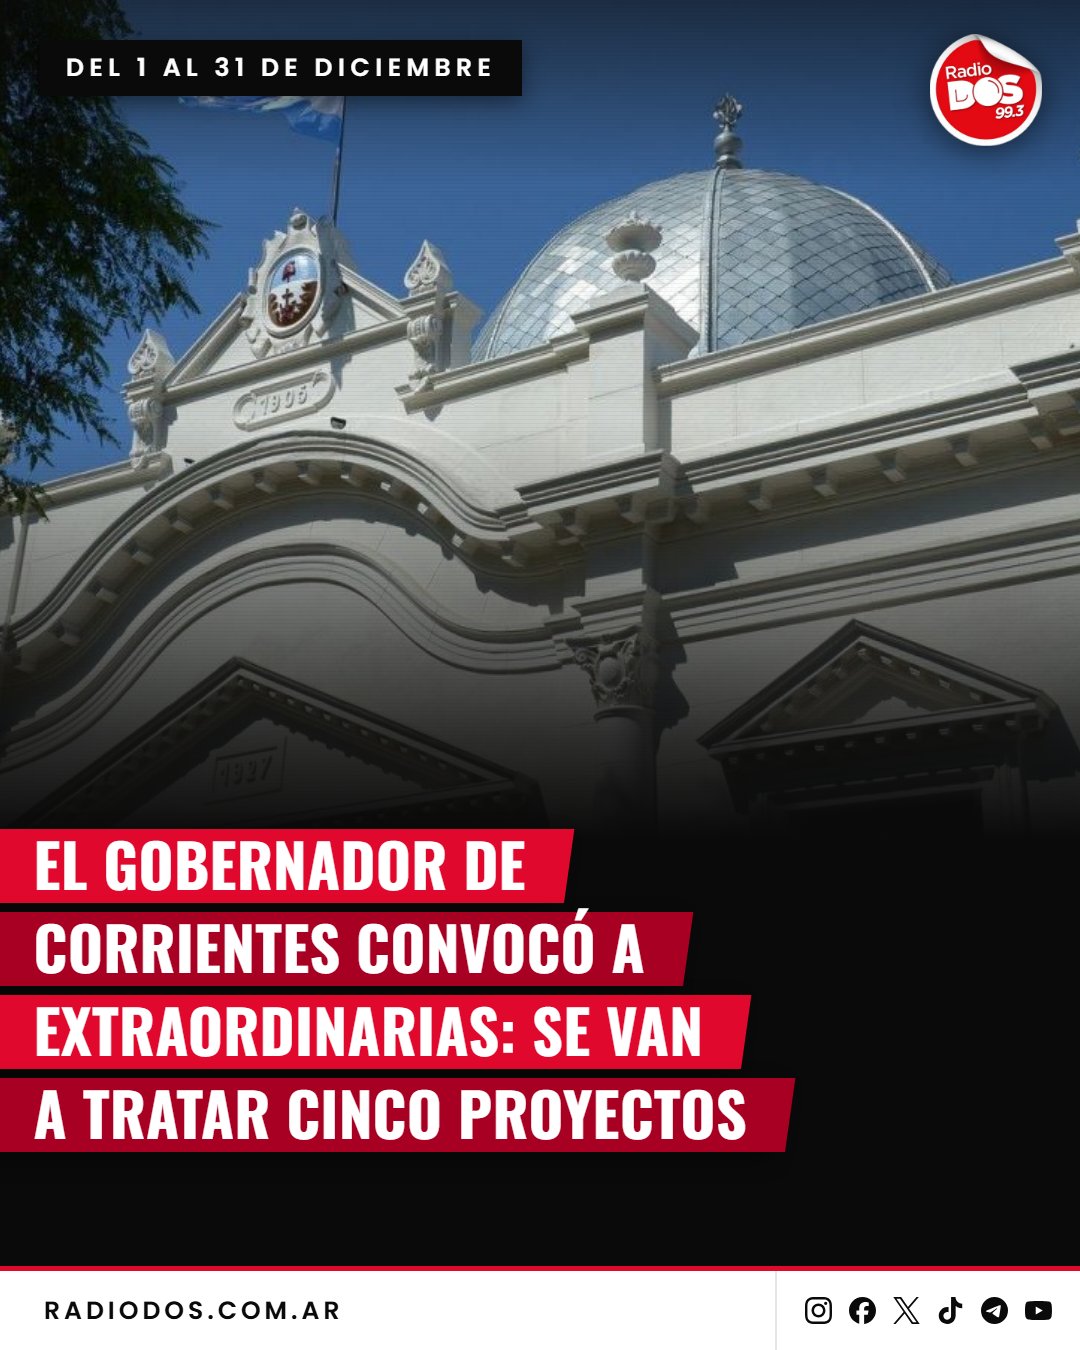 DEL 1 AL 31 DE DICIEMBRE
Radio
DOS
99.3
1905
1927
EL GOBERNADOR DE
CORRIENTES CONVOCÓ A
EXTRAORDINARIAS: SE VAN
A TRATAR CINCO PROYECTOS
RADIODOS.COM.AR